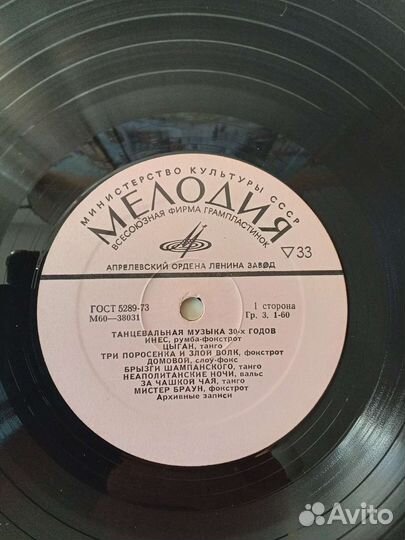 МИНИСТЕРСТВО КУЛЬТУРЫ СССР
МЕЛОДИЯ
ВСЕСОЮЗНАЯ ФИРМА ГРАМПЛАСТИНОК
▽33
АПРЕЛЕВСКИЙ ОРДЕНА ЛЕНИНА ЗАВОД
ГОСТ 5289-73
М60—38031
1 сторона
Гр. 3. 1-60
ТАНЦЕВАЛЬНАЯ МУЗЫКА 30-х ГОДОВ
ИНЕС, румба-фокстрот
ЦЫГАН, танго
ТРИ ПОРОСЕНКА И ЗЛОЙ ВОЛК, фокстрот
ДОМОВОЙ, слоу-фокс
БРЫЗГИ ШАМПАНСКОГО, танго
НЕАПОЛИТАНСКИЕ НОЧИ, вальс
ЗА ЧАШКОЙ ЧАЯ, танго
МИСТЕР БРАУН, фокстрот
Архивные записи
Avito